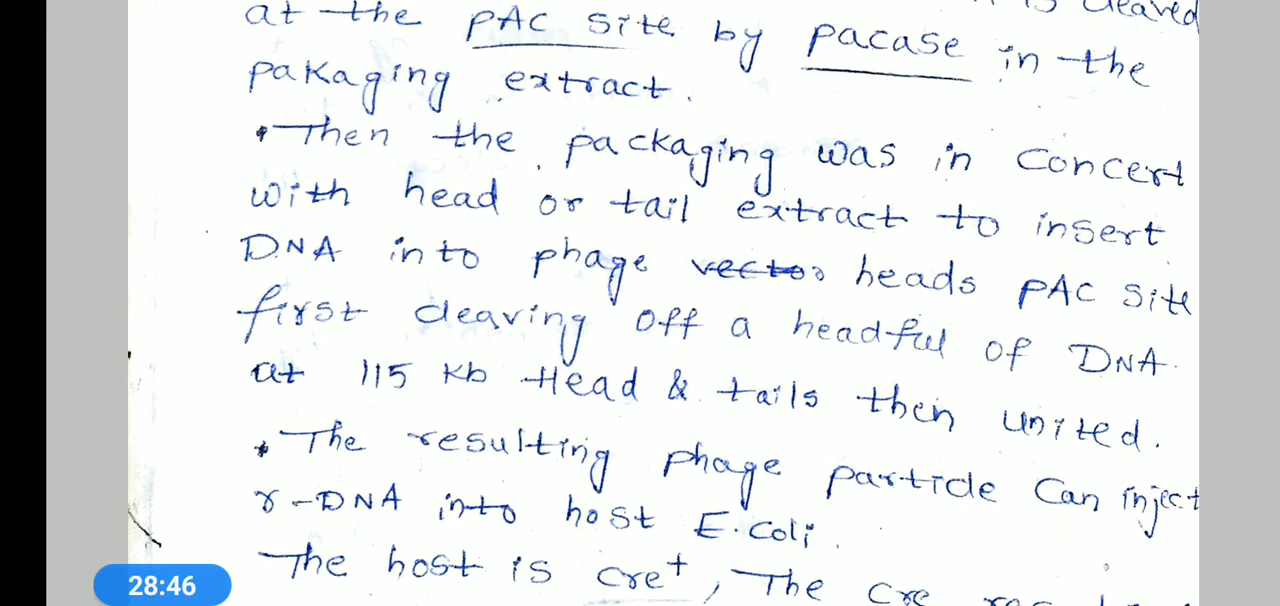 is cleaved
at the PAC site by pacase in the
pakaging extract.
• Then the packaging was in concert
with head or tail extract to insert
DNA into phage vector heads PAC site
first cleaving off a headful of DNA.
at 115 kb Head & tails then united.
• The resulting phage particle can inject
r-DNA into host E.coli.
The host is cre+, The cre
28:46